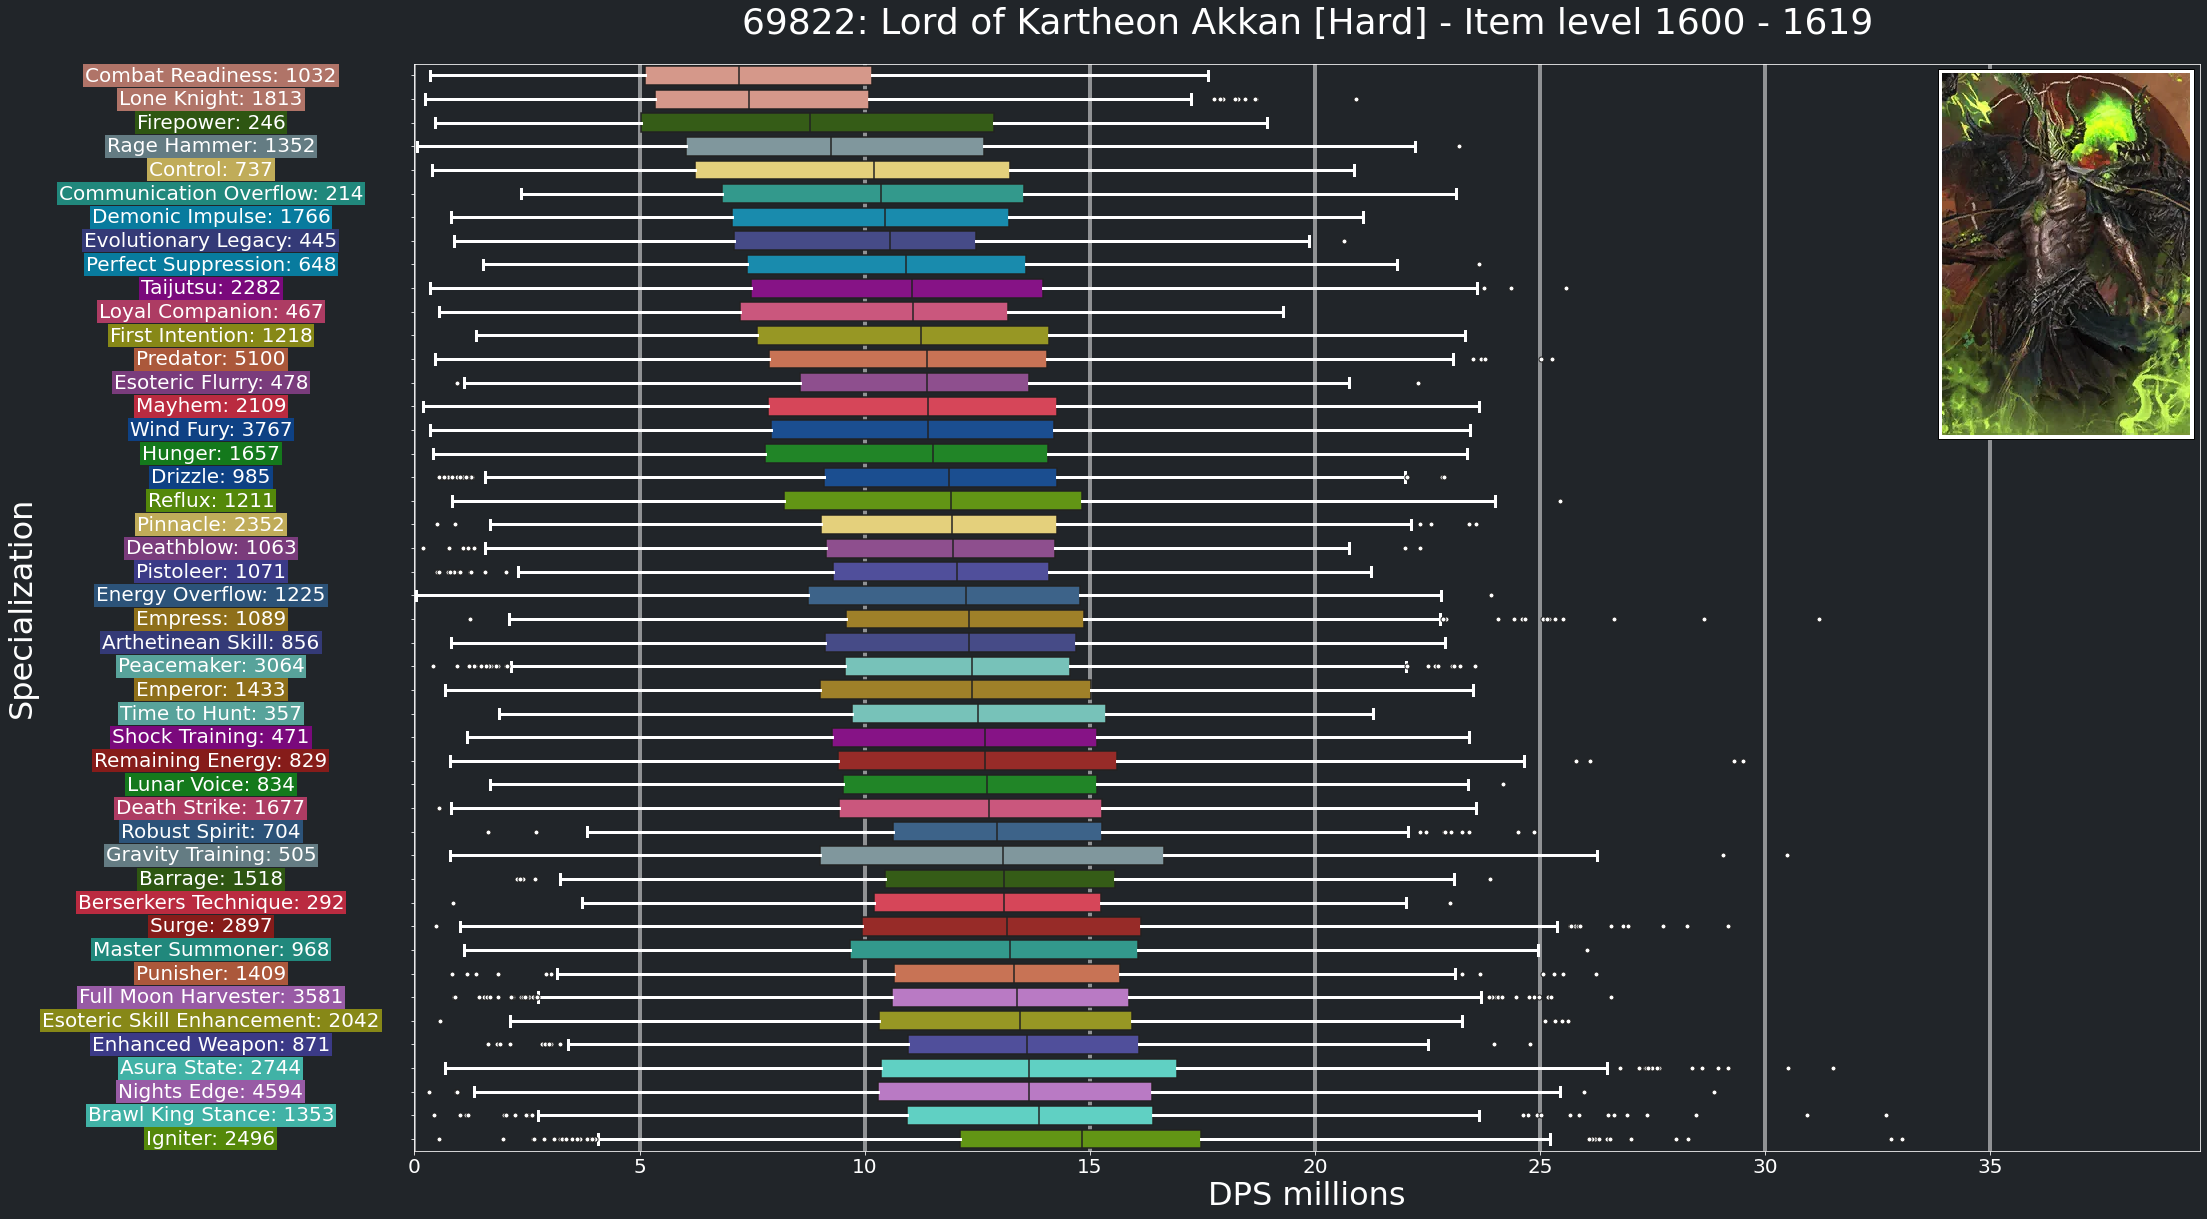 69822: Lord of Kartheon Akkan [Hard] - Item level 1600 - 1619
Combat Readiness: 1032
Lone Knight: 1813
Firepower: 246
Rage Hammer: 1352
Control: 737
Communication Overflow: 214
Demonic Impulse: 1766
Evolutionary Legacy: 445
Perfect Suppression: 648
Taijutsu: 2282
Loyal Companion: 467
First Intention: 1218
Predator: 5100
Esoteric Flurry: 478
Mayhem: 2109
Wind Fury: 3767
Hunger: 1657
Drizzle: 985
Reflux: 1211
Pinnacle: 2352
Deathblow: 1063
Pistoleer: 1071
Energy Overflow: 1225
Empress: 1089
Arthetinean Skill: 856
Peacemaker: 3064
Emperor: 1433
Time to Hunt: 357
Shock Training: 471
Remaining Energy: 829
Lunar Voice: 834
Death Strike: 1677
Robust Spirit: 704
Gravity Training: 505
Barrage: 1518
Berserkers Technique: 292
Surge: 2897
Master Summoner: 968
Punisher: 1409
Full Moon Harvester: 3581
Esoteric Skill Enhancement: 2042
Enhanced Weapon: 871
Asura State: 2744
Nights Edge: 4594
Brawl King Stance: 1353
Igniter: 2496
Specialization
0 5 10 15 20 25 30 35
DPS millions